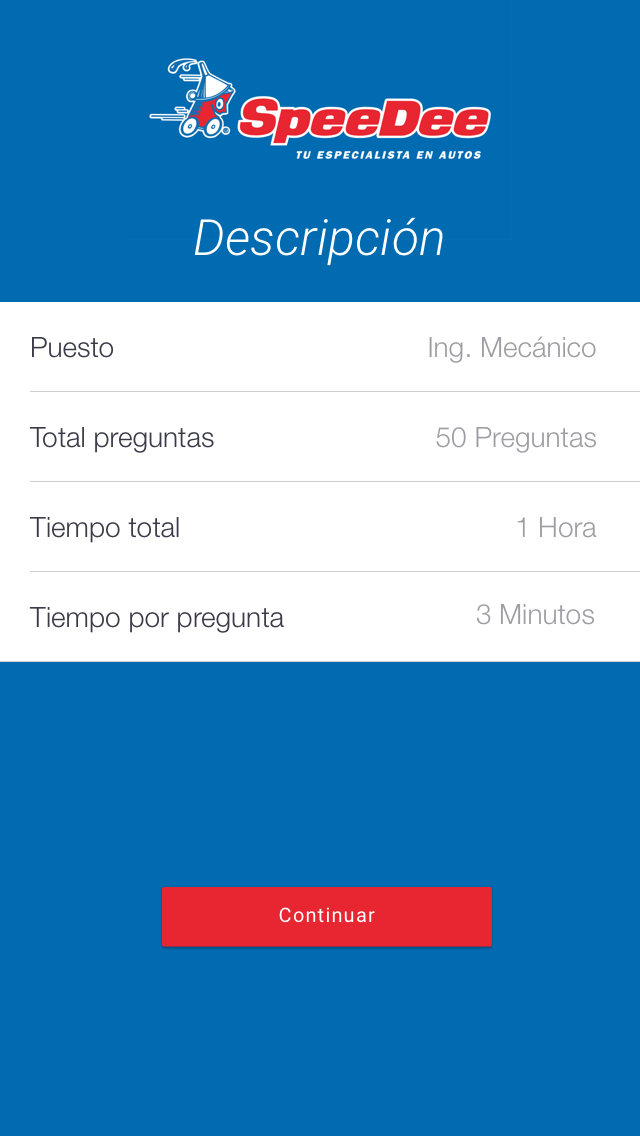 SpeeDee
TU ESPECIALISTA EN AUTOS
Descripción
Puesto Ing. Mecánico
Total preguntas 50 Preguntas
Tiempo total 1 Hora
Tiempo por pregunta 3 Minutos
Continuar